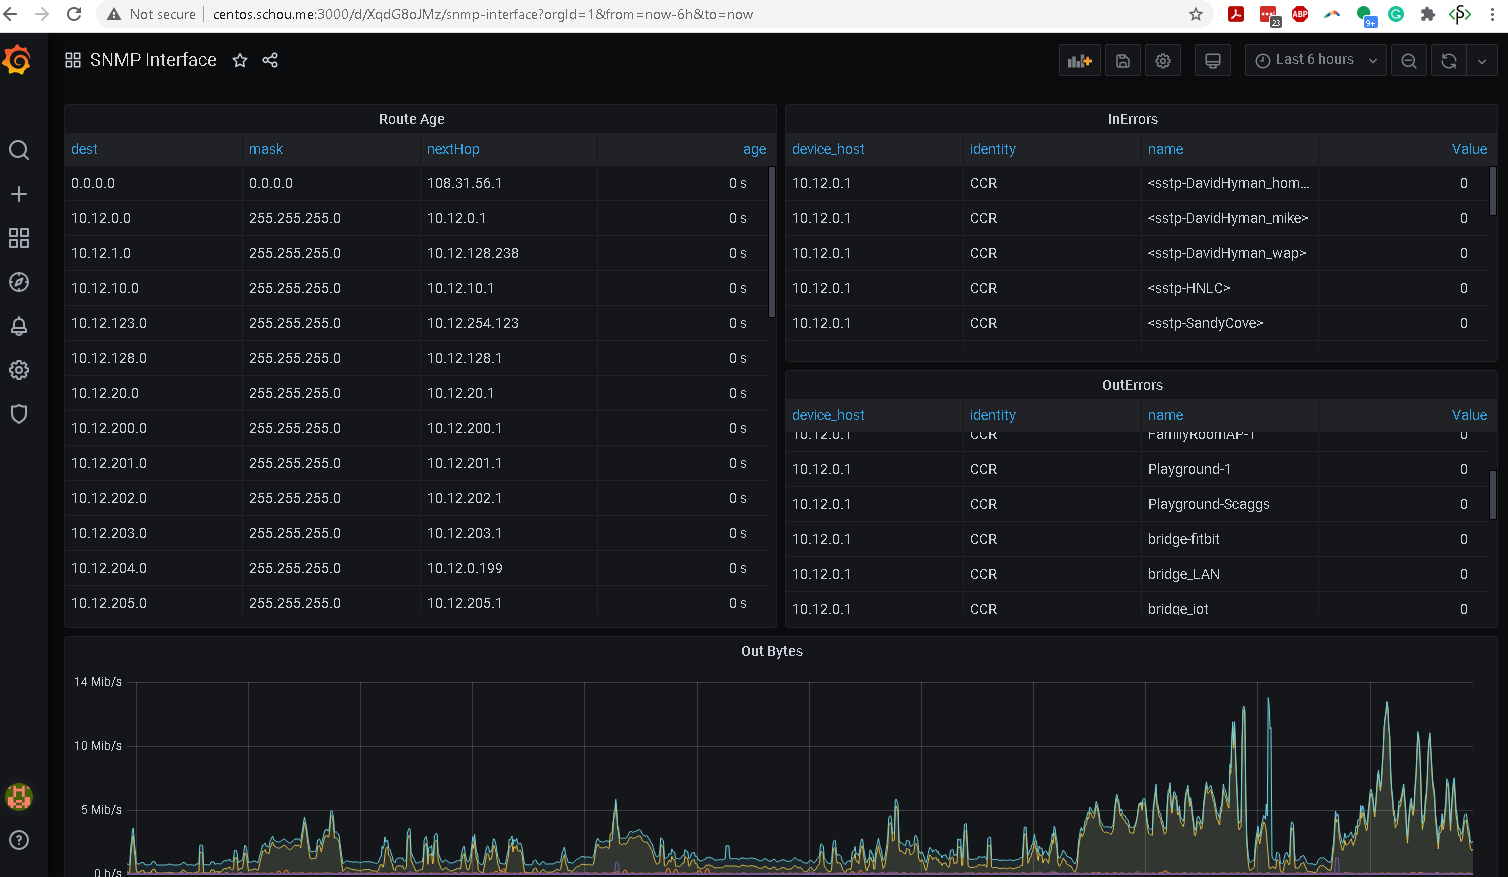 Not secure centos.schou.me:3000/d/XqdG8oJMz/snmp-interface?orgId=1&from=now-6h&to=now
23 ABP 9+ G
SNMP Interface Last 6 hours
Route Age
dest mask nextHop age
0.0.0.0 0.0.0.0 108.31.56.1 0 s
10.12.0.0 255.255.255.0 10.12.0.1 0 s
10.12.1.0 255.255.255.0 10.12.128.238 0 s
10.12.10.0 255.255.255.0 10.12.10.1 0 s
10.12.123.0 255.255.255.0 10.12.254.123 0 s
10.12.128.0 255.255.255.0 10.12.128.1 0 s
10.12.20.0 255.255.255.0 10.12.20.1 0 s
10.12.200.0 255.255.255.0 10.12.200.1 0 s
10.12.201.0 255.255.255.0 10.12.201.1 0 s
10.12.202.0 255.255.255.0 10.12.202.1 0 s
10.12.203.0 255.255.255.0 10.12.203.1 0 s
10.12.204.0 255.255.255.0 10.12.0.199 0 s
10.12.205.0 255.255.255.0 10.12.205.1 0 s
InErrors
device_host identity name Value
10.12.0.1 CCR <sstp-DavidHyman_hom... 0
10.12.0.1 CCR <sstp-DavidHyman_mike> 0
10.12.0.1 CCR <sstp-DavidHyman_wap> 0
10.12.0.1 CCR <sstp-HNLC> 0
10.12.0.1 CCR <sstp-SandyCove> 0
OutErrors
device_host identity name Value
10.12.0.1 CCR FamilyRoomAP-1 0
10.12.0.1 CCR Playground-1 0
10.12.0.1 CCR Playground-Scaggs 0
10.12.0.1 CCR bridge-fitbit 0
10.12.0.1 CCR bridge_LAN 0
10.12.0.1 CCR bridge_iot 0
Out Bytes
14 Mib/s
10 Mib/s
5 Mib/s
0 b/s